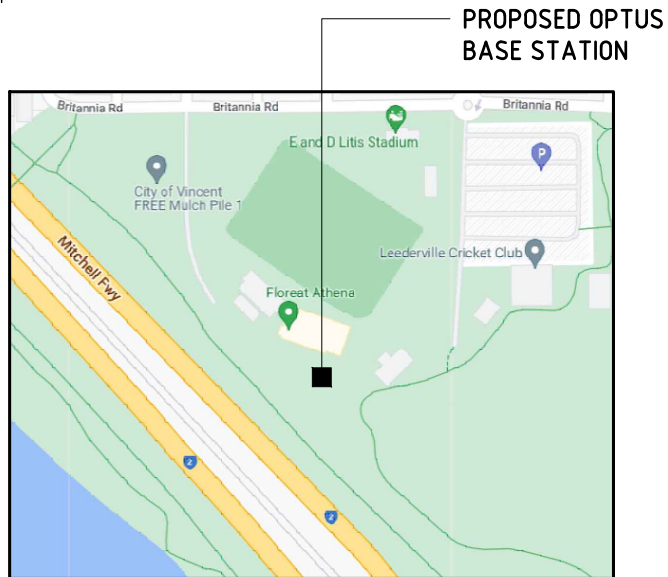 PROPOSED OPTUS
BASE STATION
Britannia Rd
Britannia Rd
Britannia Rd
E and D Litis Stadium
P
City of Vincent
FREE Mulch Pile 1
Mitchell Fwy
Leederville Cricket Club
Floreat Athena
2
2